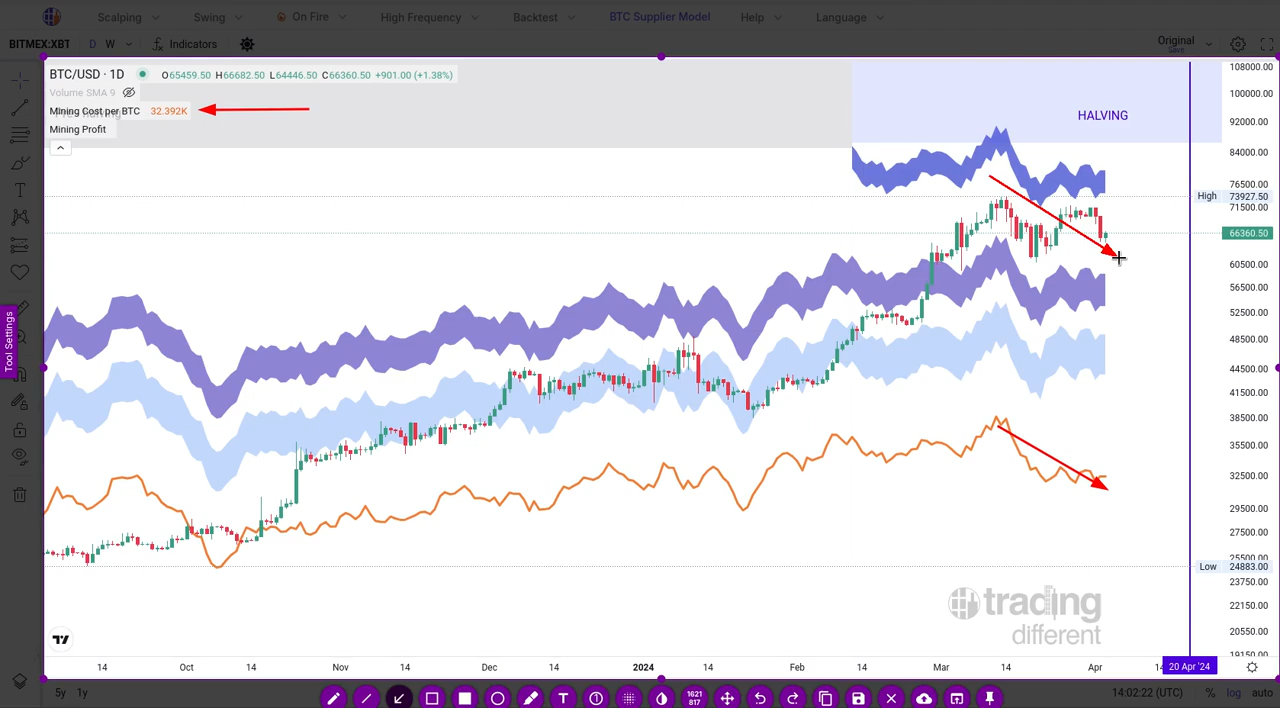 Scalping Swing On Fire High Frequency Backtest BTC Supplier Model Help Language
BITMEX:XBT D W Indicators Original
Save
BTC/USD · 1D O65459.50 H66682.50 L64446.50 C66360.50 +901.00 (+1.38%)
Volume SMA 9
Mining Cost per BTC 32.392K
Mining Profit
HALVING
108000.00
100000.00
92000.00
84000.00
76500.00
High 73927.50
71500.00
66360.50
60500.00
56500.00
52500.00
48500.00
44500.00
41500.00
38500.00
35500.00
32500.00
29500.00
27500.00
25500.00
Low 24883.00
23750.00
22150.00
20550.00
19150.00
Tool Settings
trading
different
14 Oct 14 Nov 14 Dec 14 2024 14 Feb 14 Mar 14 Apr 20 Apr '24
5y 1y 14:02:22 (UTC) % log auto
T 1 1621
817